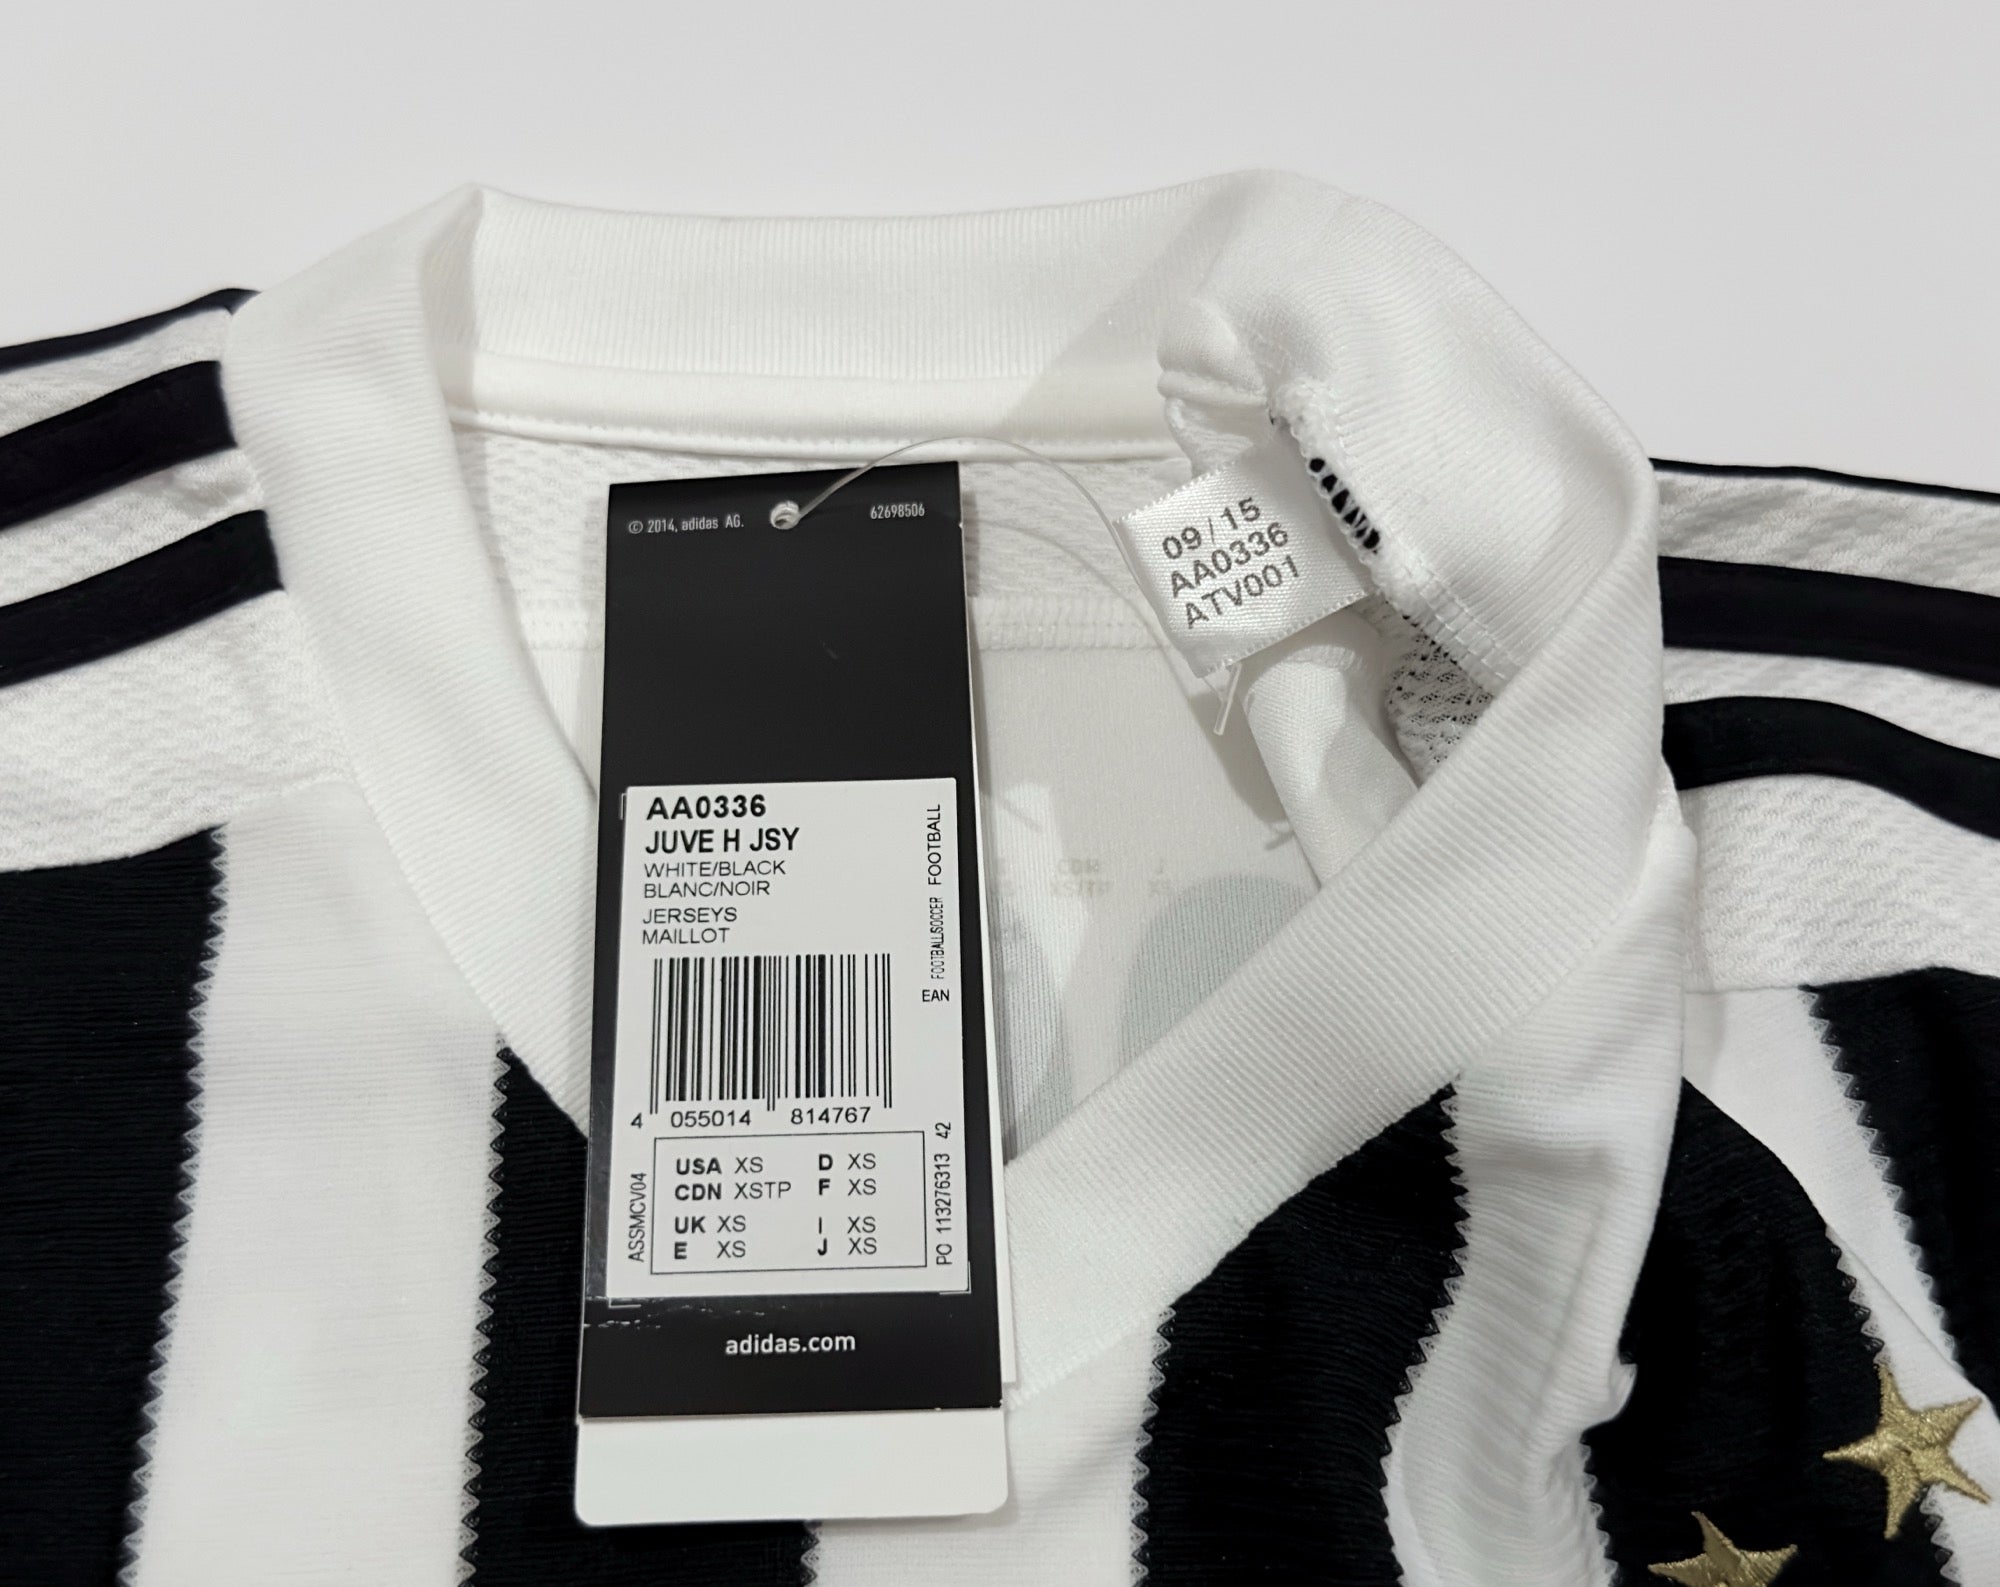 © 2014, adidas AG.
62698506
09/15
AA0336
ATV001
AA0336
JUVE H JSY
WHITE/BLACK
BLANC/NOIR
JERSEYS
MAILLOT
EAN FOOTBALL/SOCCER FOOTBALL
4 055014 814767
ASSMCV04
USA XS D XS
CDN XSTP F XS
UK XS I XS
E XS J XS
PO 113276313 42
adidas.com